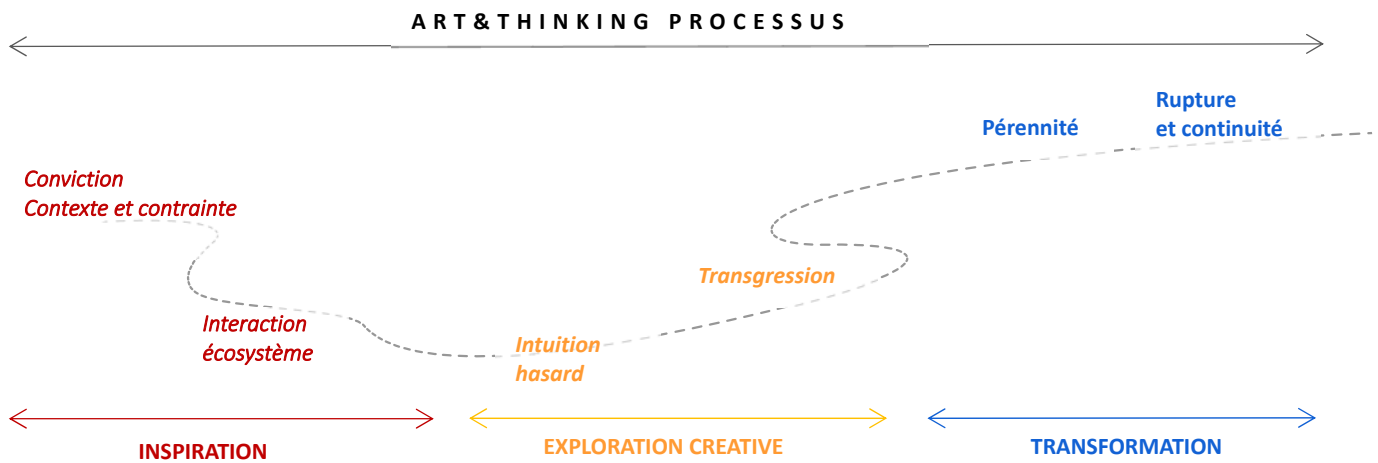 ART&THINKING PROCESSUS
Rupture
et continuité
Pérennité
Conviction
Contexte et contrainte
Transgression
Interaction
écosystème
Intuition
hasard
INSPIRATION
EXPLORATION CREATIVE
TRANSFORMATION